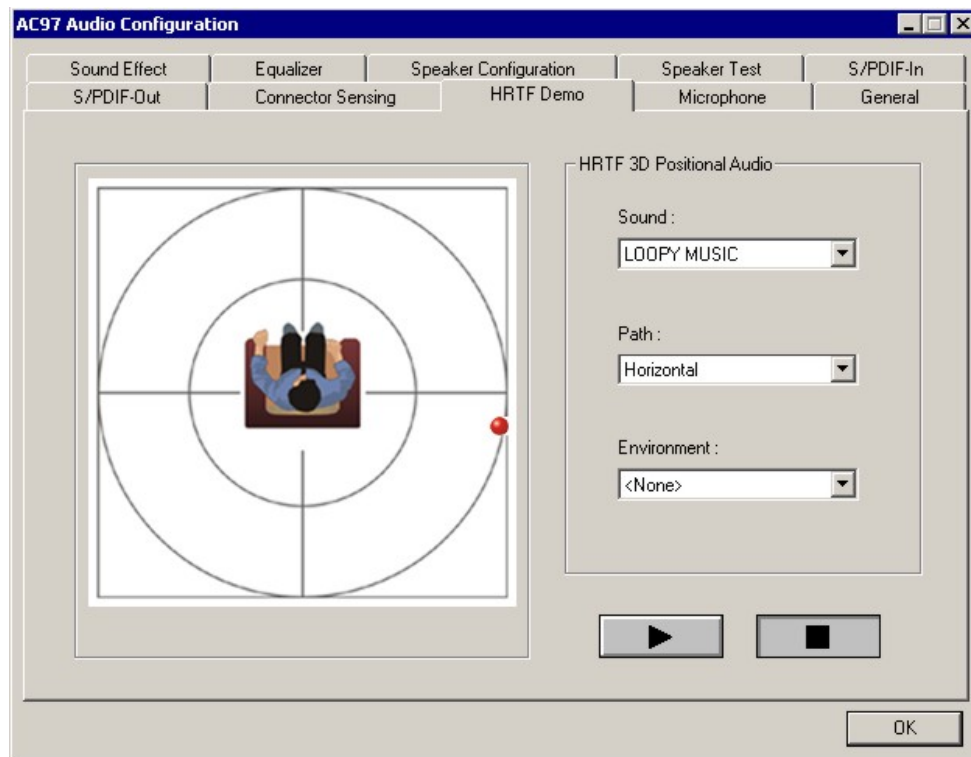 AC97 Audio Configuration
Sound Effect
Equalizer
Speaker Configuration
Speaker Test
S/PDIF-In
S/PDIF-Out
Connector Sensing
HRTF Demo
Microphone
General
HRTF 3D Positional Audio
Sound :
LOOPY MUSIC
Path :
Horizontal
Environment :
<None>
OK